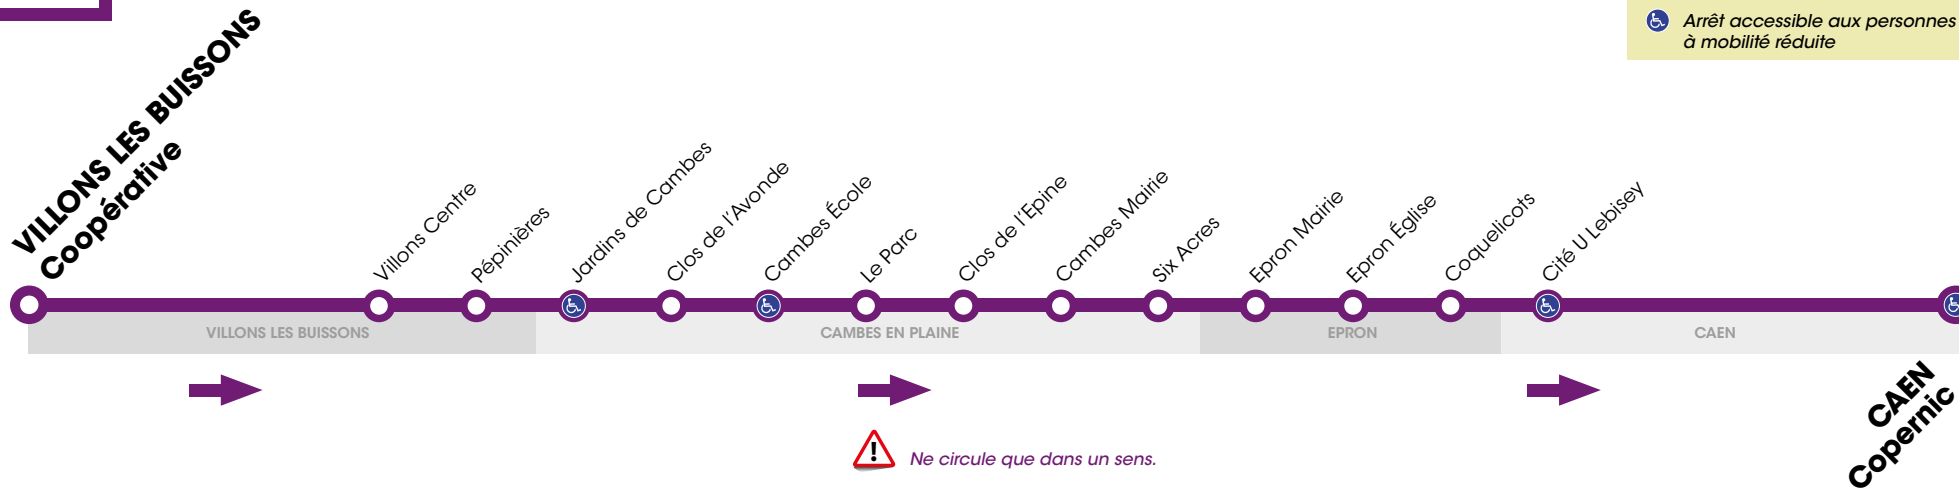 Arrêt accessible aux personnes
à mobilité réduite
VILLONS LES BUISSONS
Coopérative
Villons Centre
Pépinières
Jardins de Cambes
Clos de l'Avonde
Cambes École
Le Parc
Clos de l'Epine
Cambes Mairie
Six Acres
Epron Mairie
Epron Église
Coquelicots
Cité U Lebisey
VILLONS LES BUISSONS
CAMBES EN PLAINE
EPRON
CAEN
CAEN
Copernic
Ne circule que dans un sens.